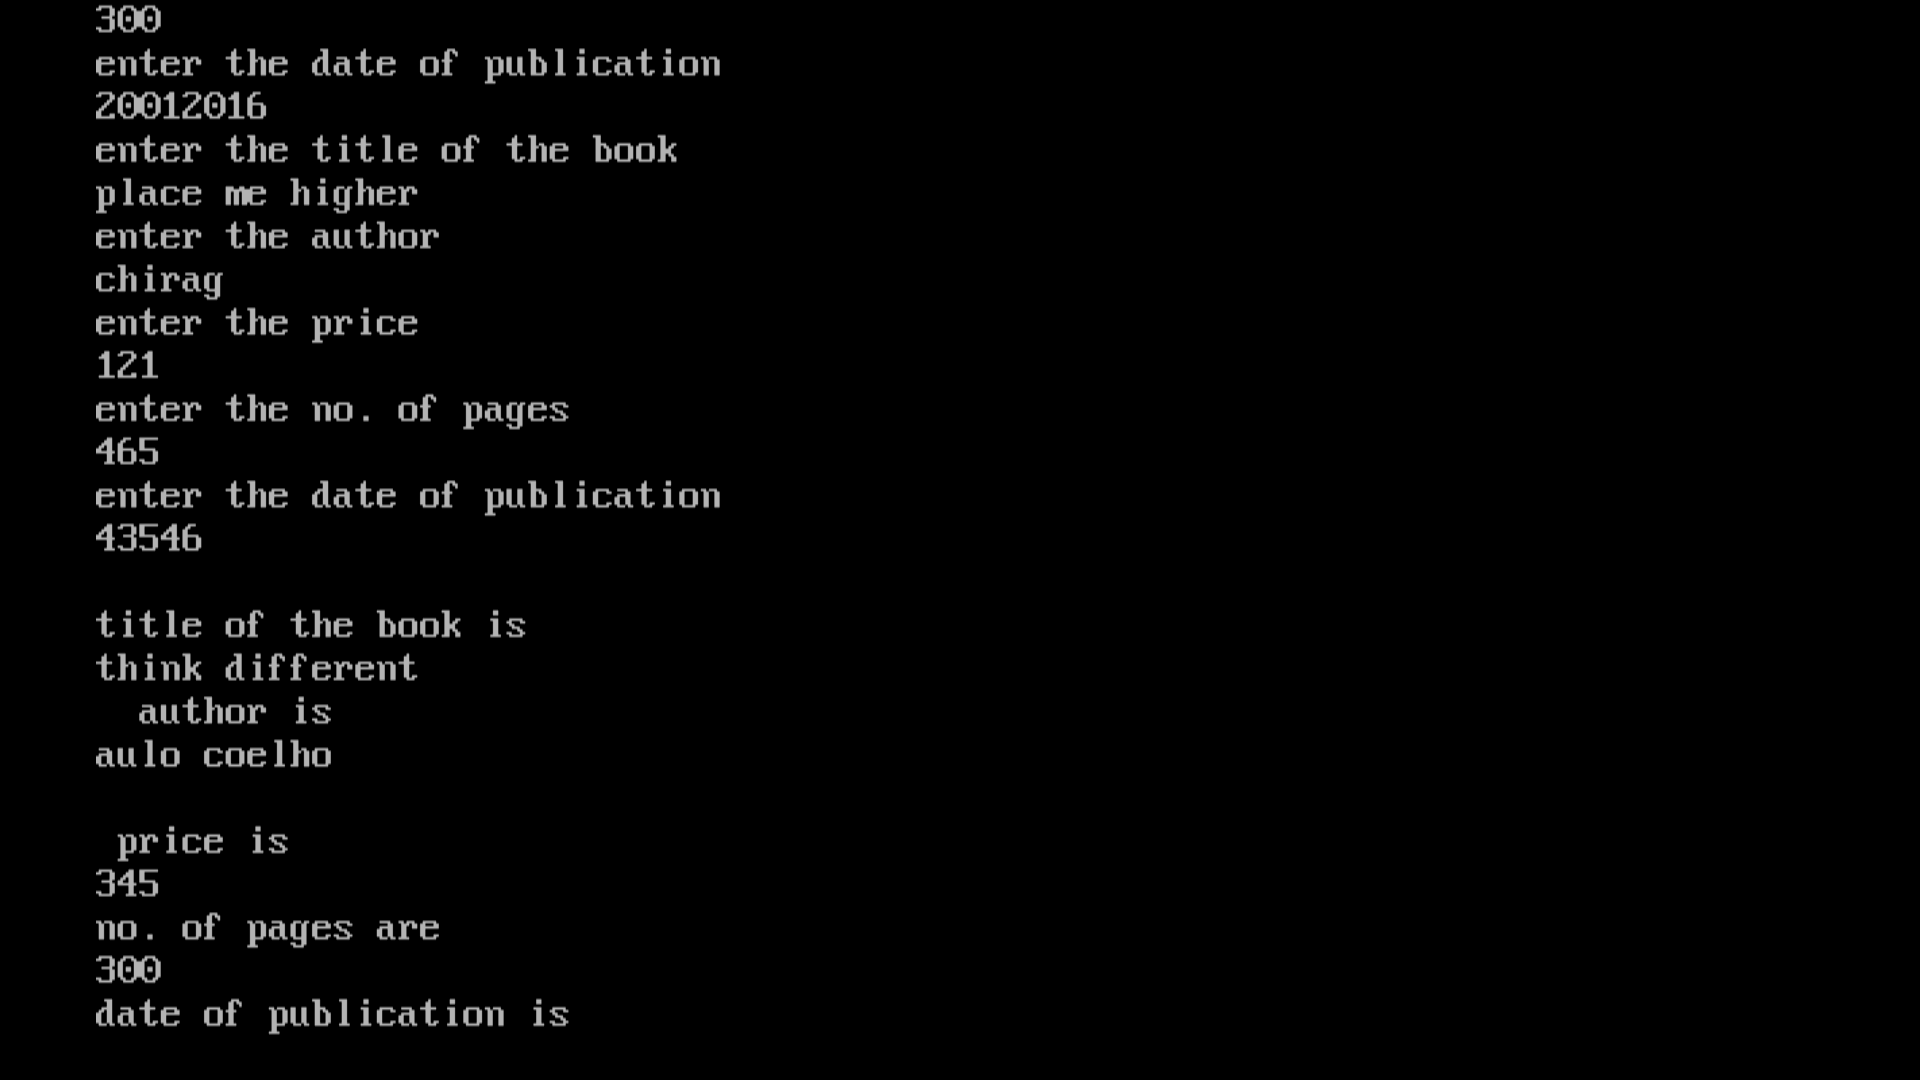 300
enter the date of publication
20012016
enter the title of the book
place me higher
enter the author
chirag
enter the price
121
enter the no. of pages
465
enter the date of publication
43546
title of the book is
think different
author is
aulo coelho
price is
345
no. of pages are
300
date of publication is